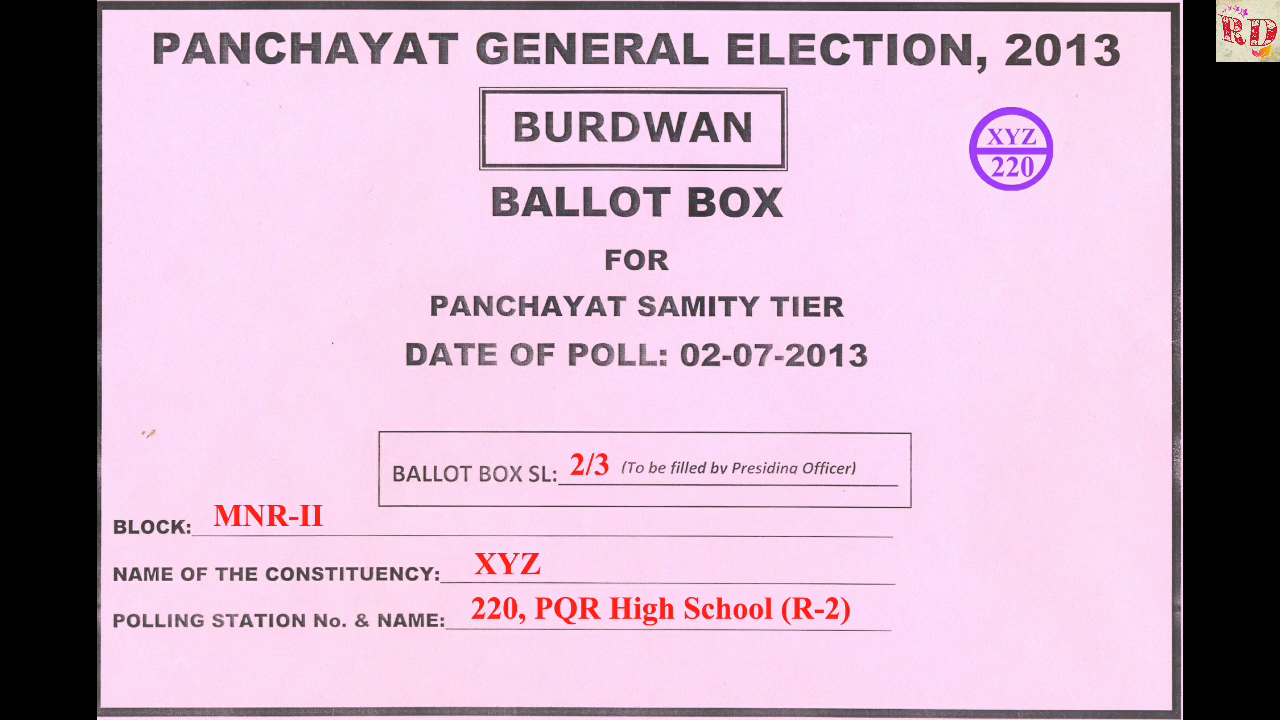 PANCHAYAT GENERAL ELECTION, 2013
RD
BURDWAN
XYZ
220
BALLOT BOX
FOR
PANCHAYAT SAMITY TIER
DATE OF POLL: 02-07-2013
BALLOT BOX SL: 2/3 (To be filled by Presiding Officer)
BLOCK: MNR-II
NAME OF THE CONSTITUENCY: XYZ
POLLING STATION No. & NAME: 220, PQR High School (R-2)